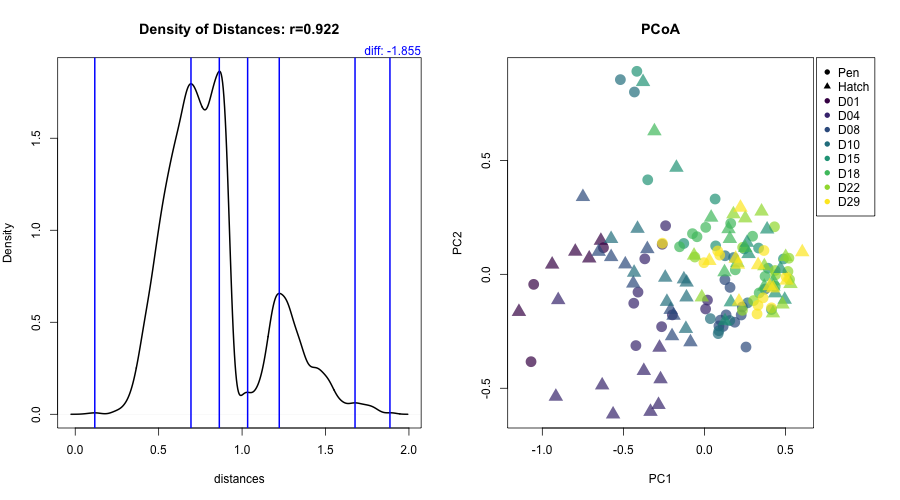 Density of Distances: r=0.922
diff: -1.855
Density
0.0
0.5
1.0
1.5
0.0
0.5
1.0
1.5
2.0
distances
PCoA
PC2
-0.5
0.0
0.5
-1.0
-0.5
0.0
0.5
PC1
Pen
Hatch
D01
D04
D08
D10
D15
D18
D22
D29